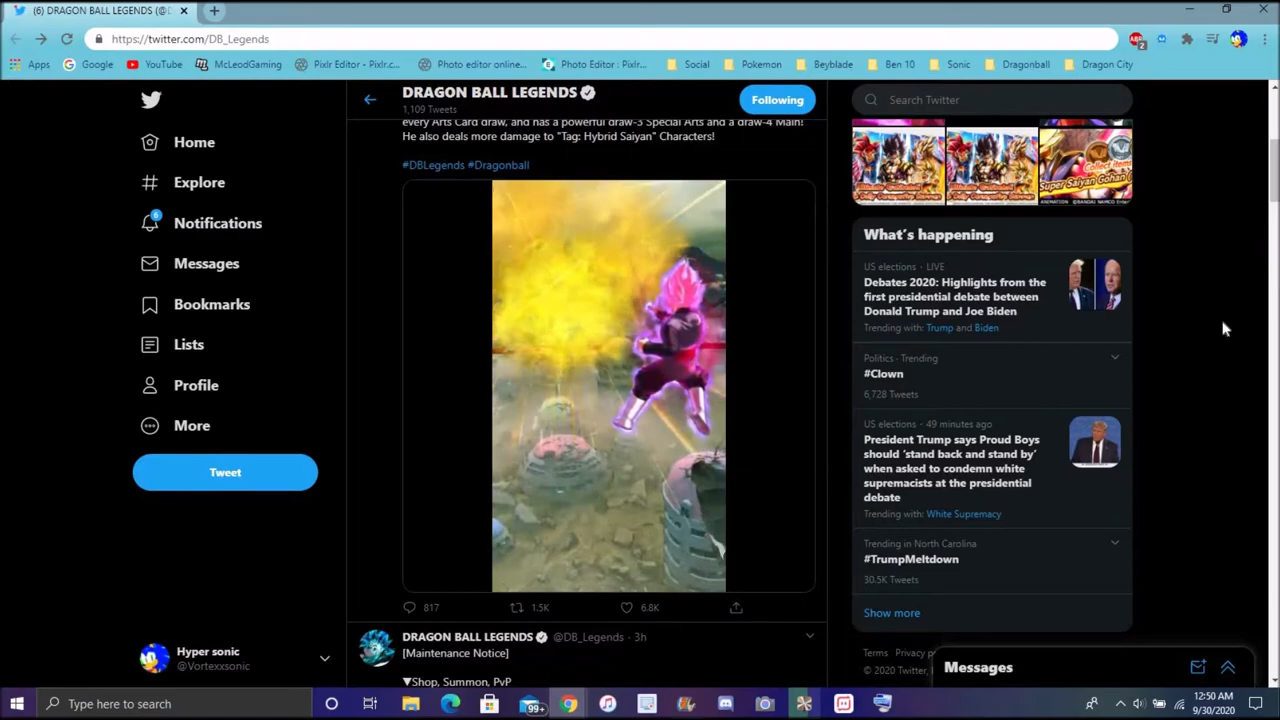 (6) DRAGON BALL LEGENDS (@D
https://twitter.com/DB_Legends
2
Apps
Google
YouTube
McLeodGaming
Pixlr Editor - Pixlr.c...
Photo editor online...
Photo Editor : Pixlr...
Social
Pokemon
Beyblade
Ben 10
Sonic
Dragonball
Dragon City
Home
Explore
6
Notifications
Messages
Bookmarks
Lists
Profile
More
Tweet
Hyper sonic
@Vortexxsonic
DRAGON BALL LEGENDS
1,109 Tweets
Following
every Arts Card draw, and has a powerful draw-3 Special Arts and a draw-4 Main!
He also deals more damage to "Tag: Hybrid Saiyan" Characters!
#DBLegends #Dragonball
817
1.5K
6.8K
DRAGON BALL LEGENDS @DB_Legends · 3h
[Maintenance Notice]
▼Shop, Summon, PvP
Search Twitter
Collect items
Super Saiyan Gohan
What's happening
US elections · LIVE
Debates 2020: Highlights from the
first presidential debate between
Donald Trump and Joe Biden
Trending with: Trump and Biden
Politics · Trending
#Clown
6,728 Tweets
US elections · 49 minutes ago
President Trump says Proud Boys
should 'stand back and stand by'
when asked to condemn white
supremacists at the presidential
debate
Trending with: White Supremacy
Trending in North Carolina
#TrumpMeltdown
30.5K Tweets
Show more
Terms Privacy p
© 2020 Twitter,
Messages
Type here to search
99+
12:50 AM
9/30/2020